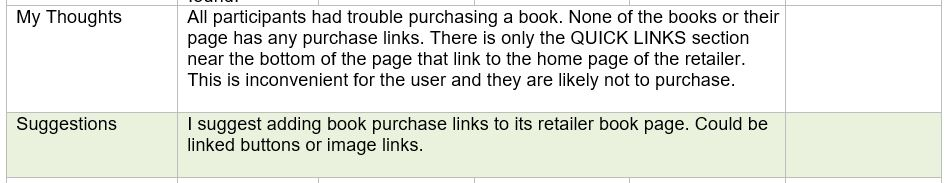 My Thoughts
All participants had trouble purchasing a book. None of the books or their
page has any purchase links. There is only the QUICK LINKS section
near the bottom of the page that link to the home page of the retailer.
This is inconvenient for the user and they are likely not to purchase.
Suggestions
I suggest adding book purchase links to its retailer book page. Could be
linked buttons or image links.